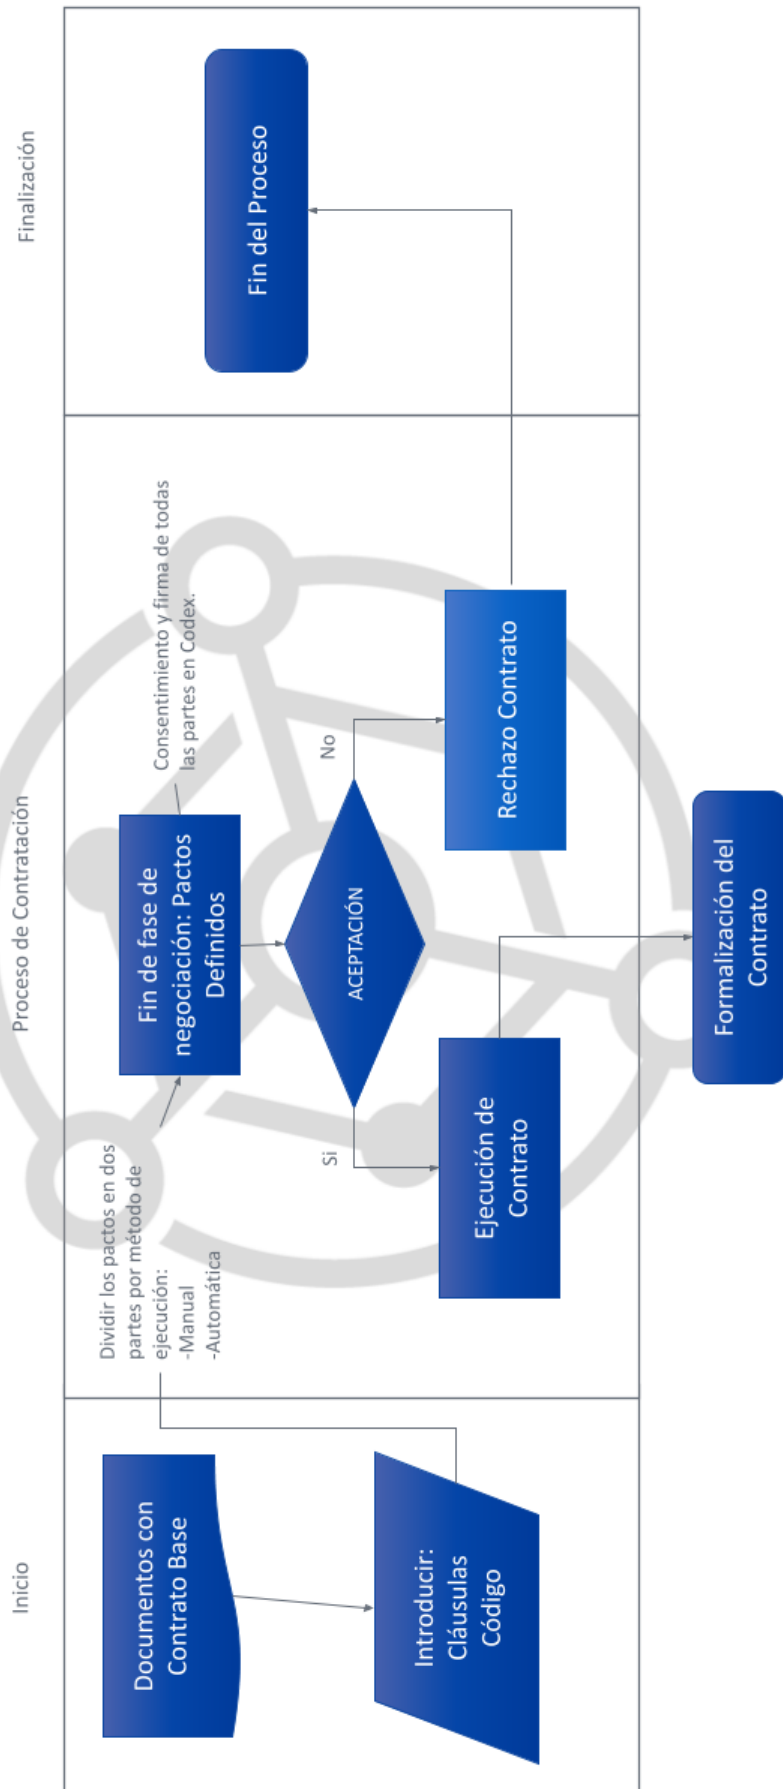 Inicio
Proceso de Contratación
Finalización
Documentos con
Contrato Base
Introducir:
Cláusulas
Código
Dividir los pactos en dos
partes por método de
ejecución:
-Manual
-Automática
Fin de fase de
negociación: Pactos
Definidos
Consentimiento y firma de todas
las partes en Codex.
ACEPTACIÓN
Si
No
Ejecución de
Contrato
Rechazo Contrato
Formalización del
Contrato
Fin del Proceso